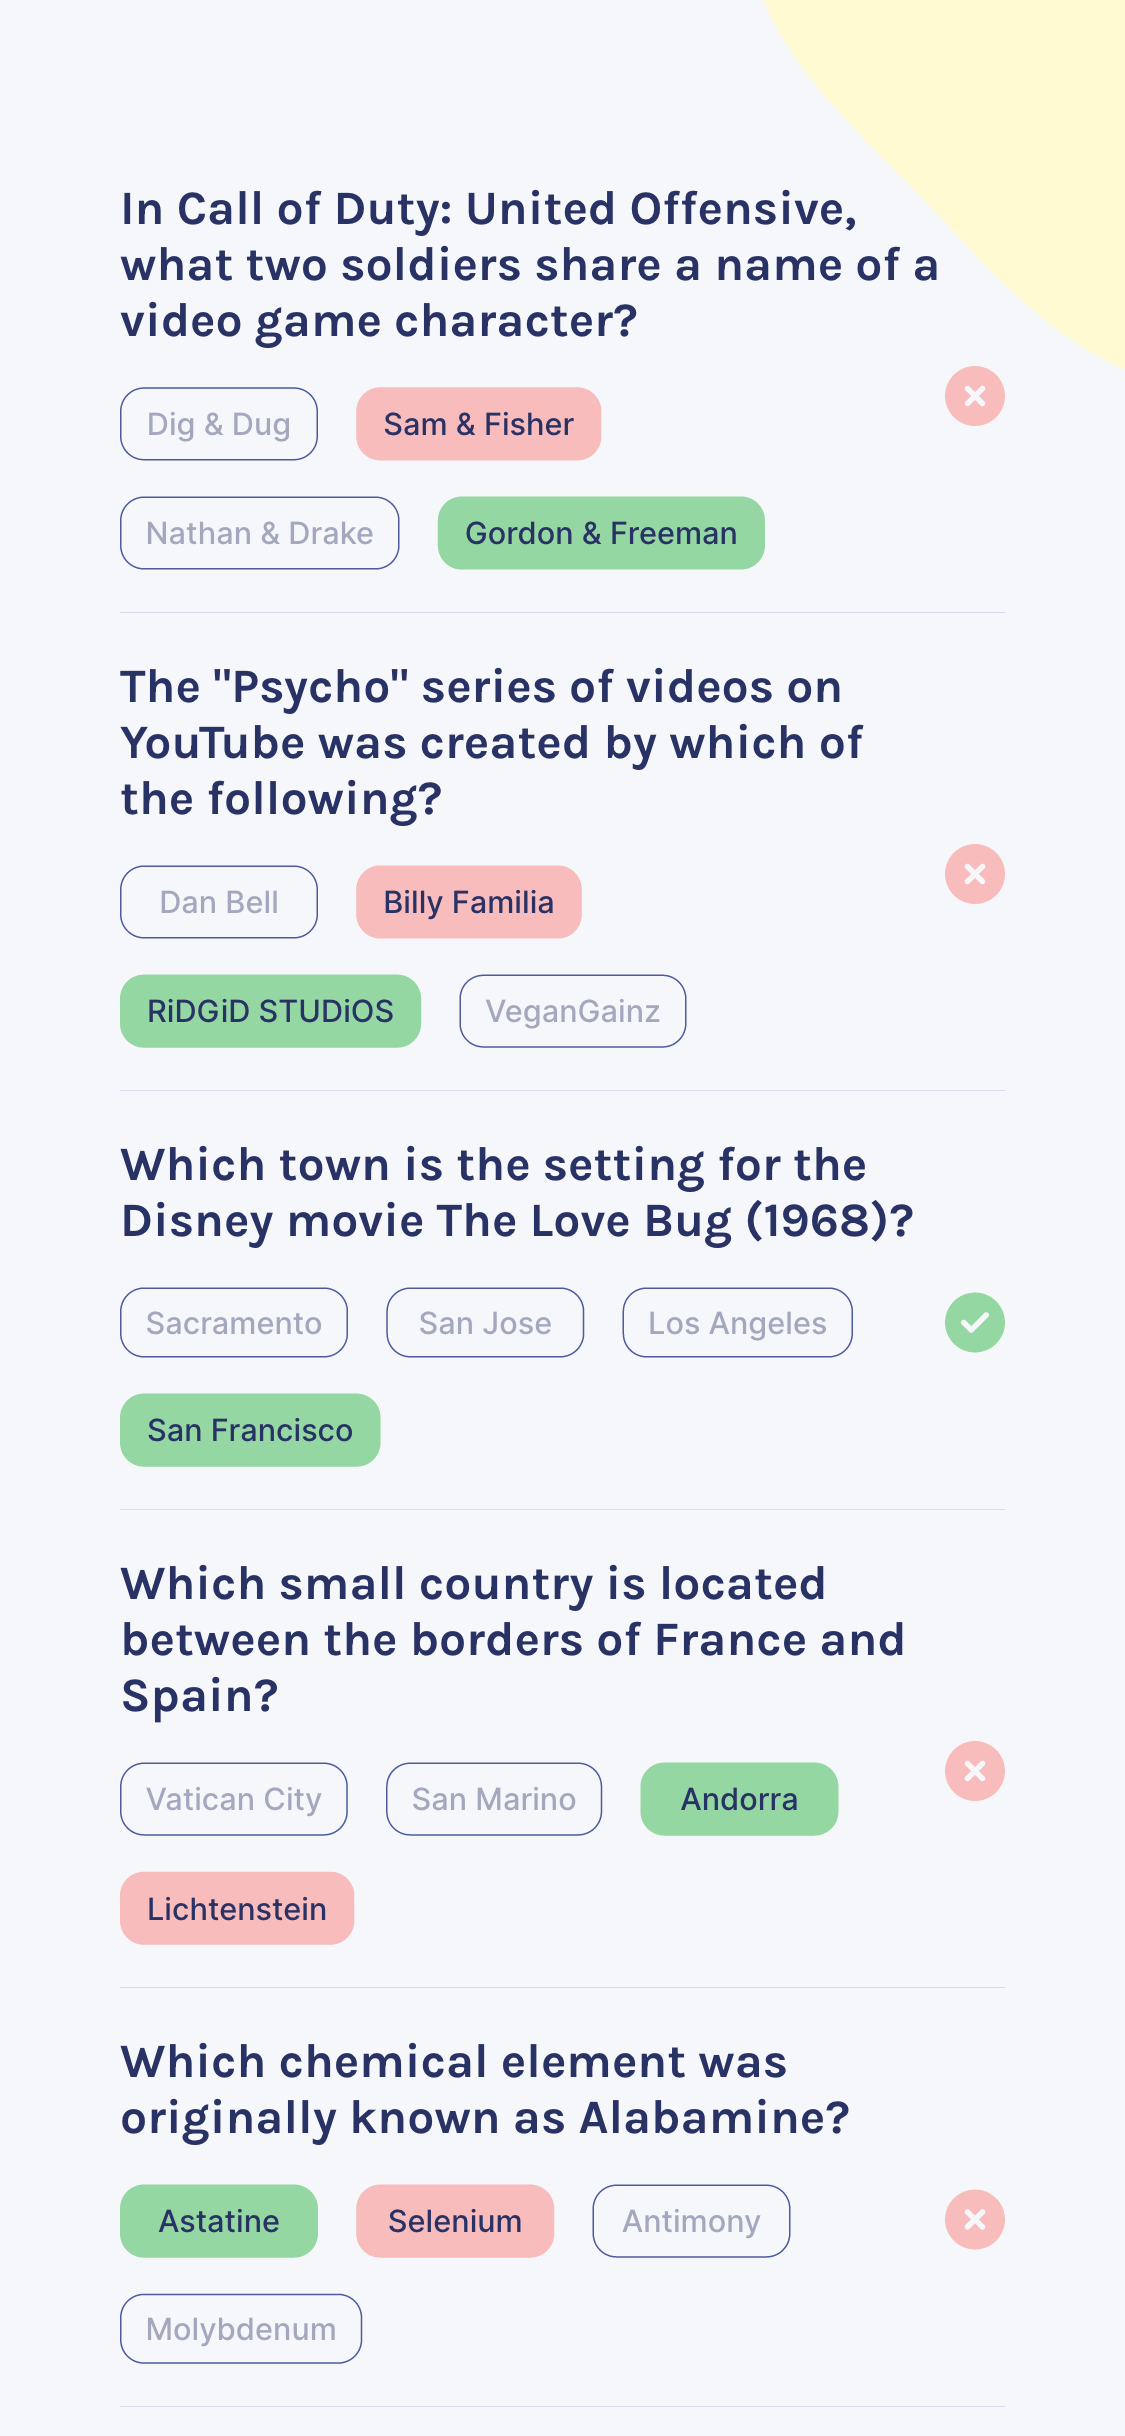 In Call of Duty: United Offensive,
what two soldiers share a name of a
video game character?
Dig & Dug Sam & Fisher
Nathan & Drake Gordon & Freeman
The "Psycho" series of videos on
YouTube was created by which of
the following?
Dan Bell Billy Familia
RiDGiD STUDiOS VeganGainz
Which town is the setting for the
Disney movie The Love Bug (1968)?
Sacramento San Jose Los Angeles
San Francisco
Which small country is located
between the borders of France and
Spain?
Vatican City San Marino Andorra
Lichtenstein
Which chemical element was
originally known as Alabamine?
Astatine Selenium Antimony
Molybdenum